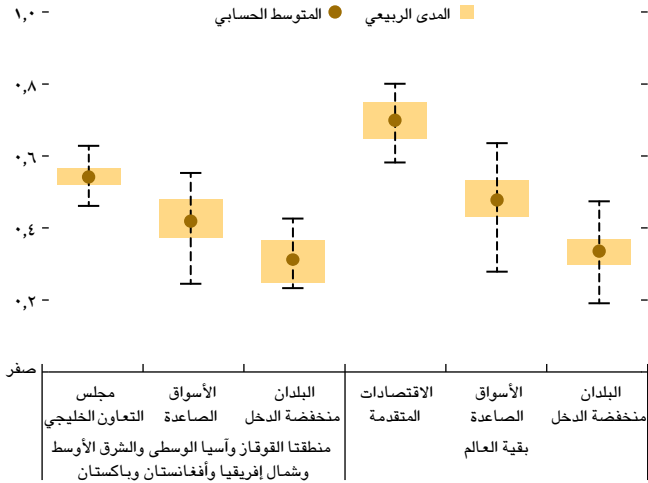 المتوسط الحسابي المدى الربيعي
١,٠
٠,٨
٠,٦
٠,٤
٠,٢
صفر
مجلس التعاون الخليجي
الأسواق الصاعدة
البلدان منخفضة الدخل
الاقتصادات المتقدمة
الأسواق الصاعدة
البلدان منخفضة الدخل
منطقتا القوقاز وآسيا الوسطى والشرق الأوسط
وشمال إفريقيا وأفغانستان وباكستان
بقية العالم